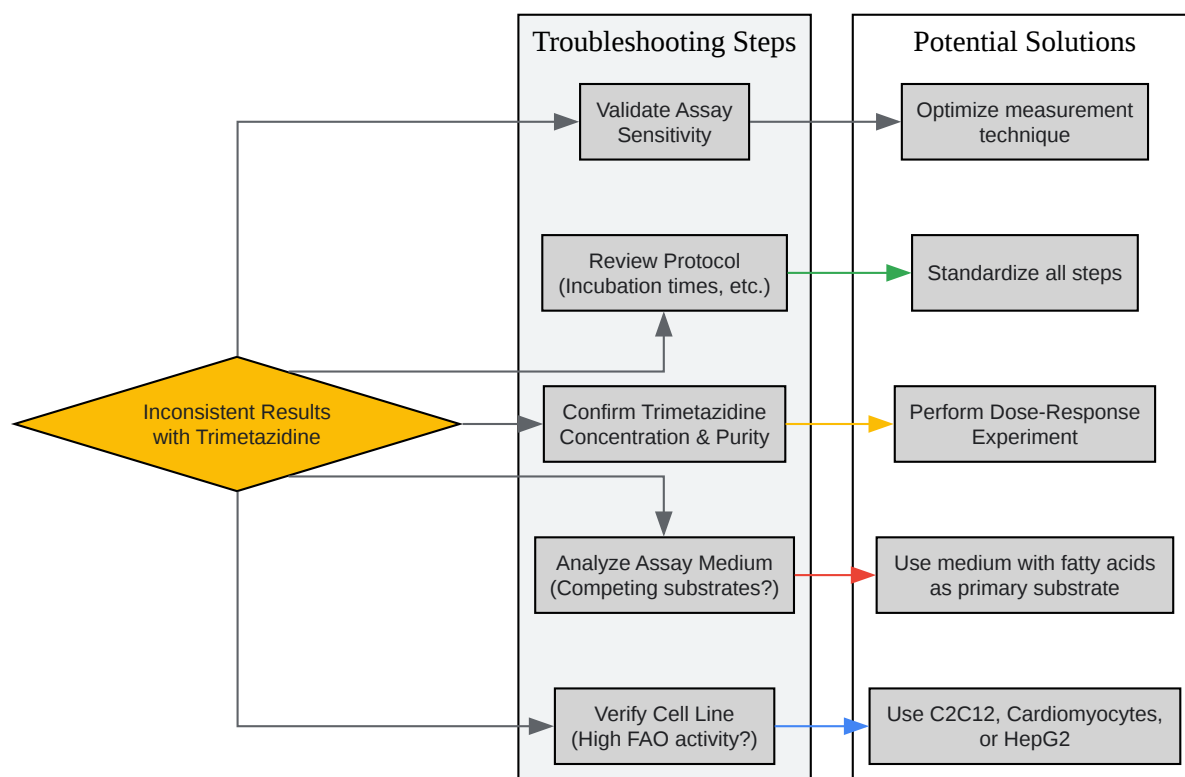 Troubleshooting Steps
Potential Solutions
Validate Assay
Sensitivity
Optimize measurement
technique
Review Protocol
(Incubation times, etc.)
Standardize all steps
Inconsistent Results
with Trimetazidine
Confirm Trimetazidine
Concentration & Purity
Perform Dose-Response
Experiment
Analyze Assay Medium
(Competing substrates?)
Use medium with fatty acids
as primary substrate
Verify Cell Line
(High FAO activity?)
Use C2C12, Cardiomyocytes,
or HepG2